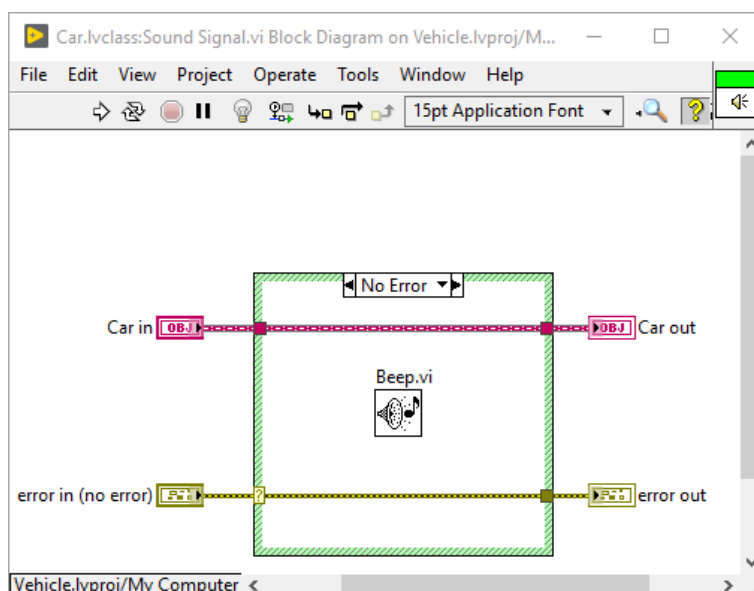 Car.lvclass:Sound Signal.vi Block Diagram on Vehicle.lvproj/M...
File Edit View Project Operate Tools Window Help
15pt Application Font
No Error
Car in OBJ OBJ Car out
Beep.vi
error in (no error) ? error out
Vehicle.lvproj/My Computer